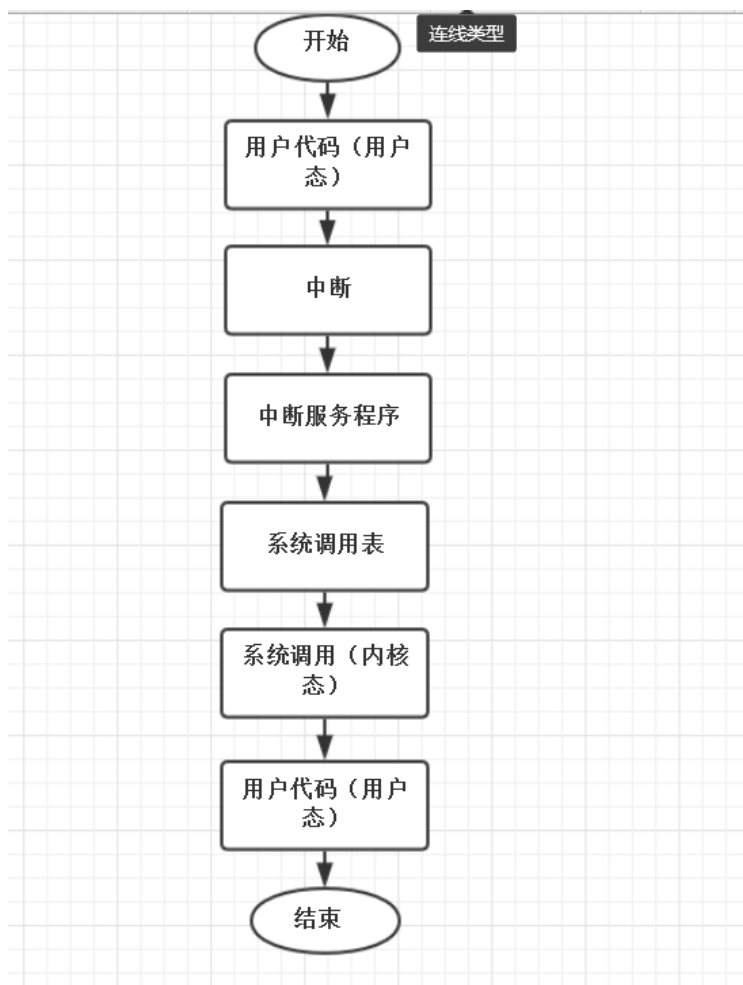 开始
连线类型
用户代码（用户
态）
中断
中断服务程序
系统调用表
系统调用（内核
态）
用户代码（用户
态）
结束